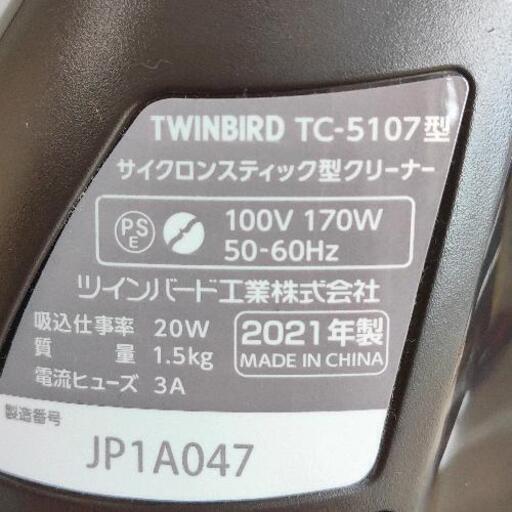 TWINBIRD TC-5107型
サイクロンスティック型クリーナー
PSE 100V 170W
50-60Hz
ツインバード工業株式会社
吸込仕事率 20W
質量 1.5kg
電流ヒューズ 3A
2021年製
MADE IN CHINA
製造番号
JP1A047